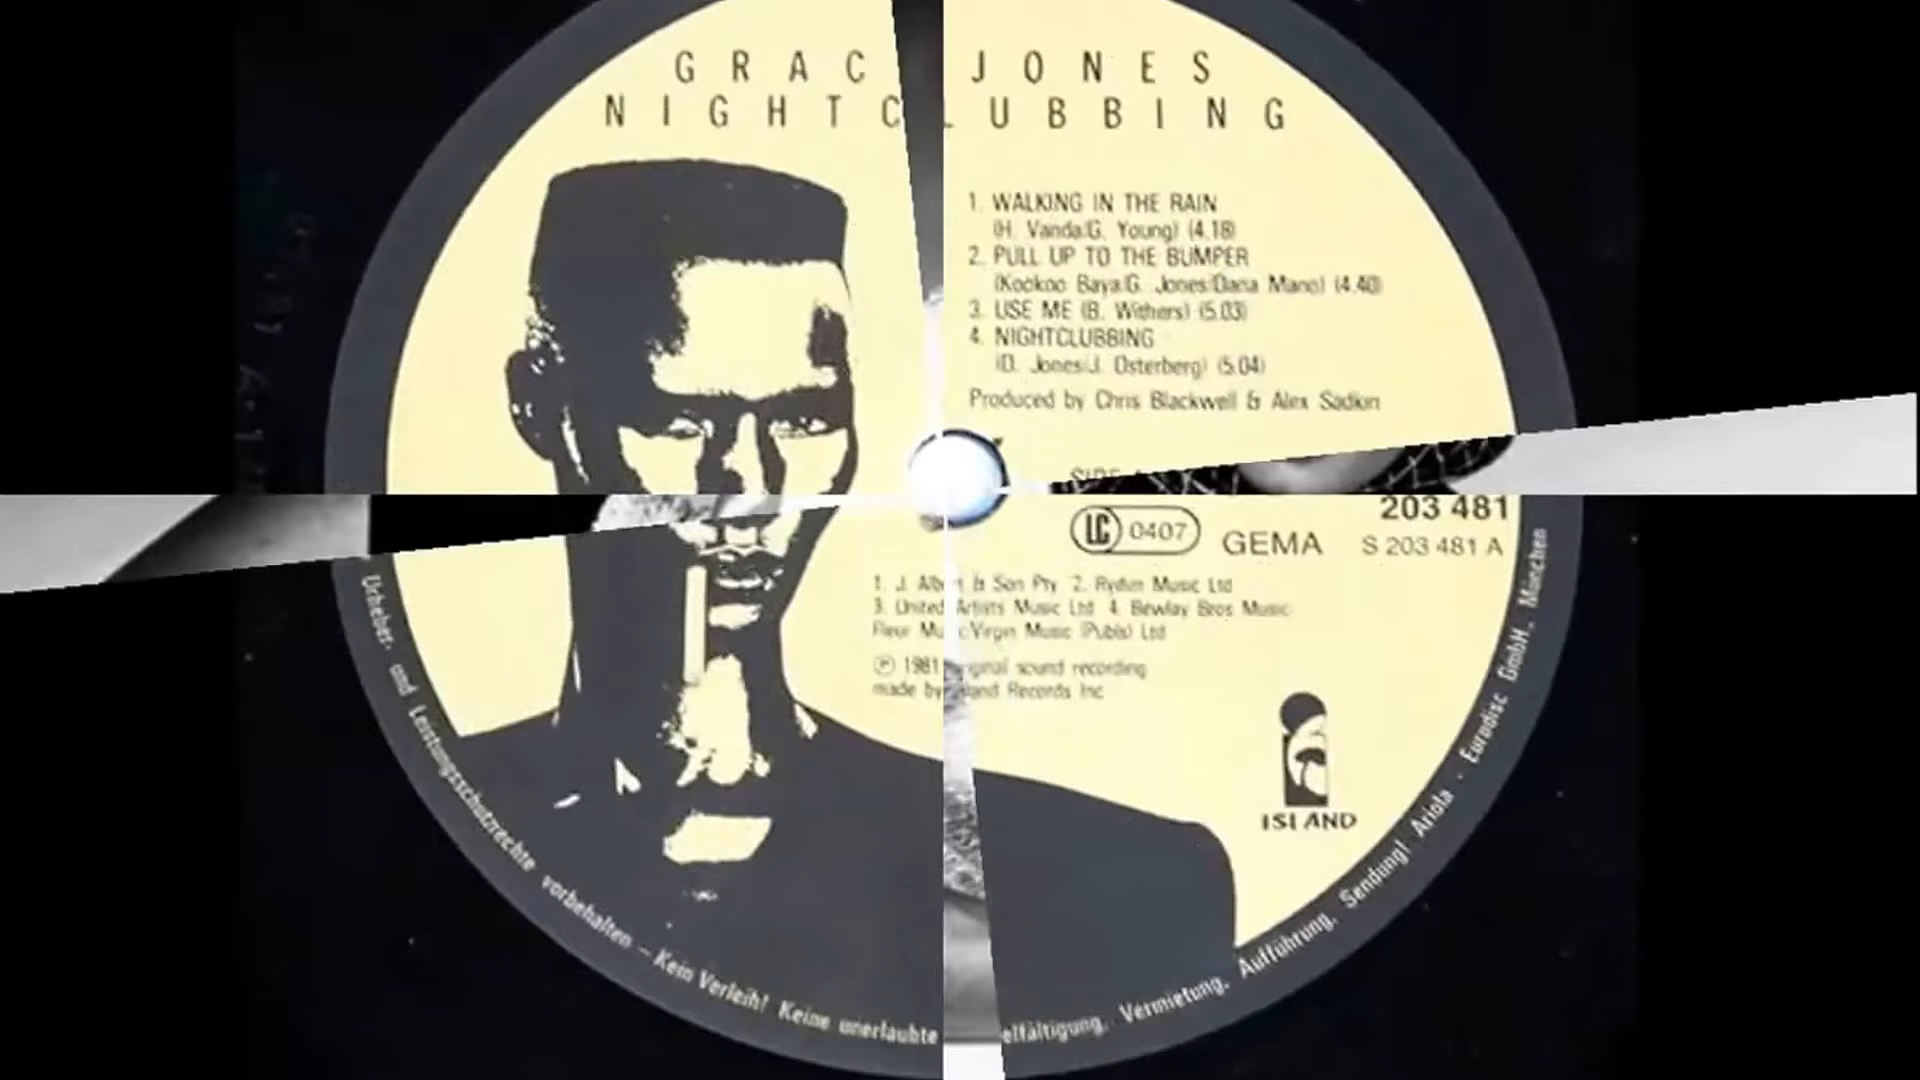 GRAC JONES
NIGHTCLUBBING
1. WALKING IN THE RAIN
(H. Vanda/G. Young) (4.18)
2. PULL UP TO THE BUMPER
(Kookoo Baya/G. Jones/Dana Mano) (4.40)
3. USE ME (B. Withers) (5.03)
4. NIGHTCLUBBING
(D. Jones/J. Osterberg) (5.04)
Produced by Chris Blackwell & Alex Sadkin
203 481
LC 0407 GEMA S 203 481 A
1. J. Albert & Son Pty 2. Rydim Music Ltd
3. United Artists Music Ltd 4. Bewlay Bros Music/
Fleur Music/Virgin Music (Publs) Ltd
℗ 1981 original sound recording
made by Island Records Inc
ISLAND
Urheber- und Leistungsschutzrechte vorbehalten – Kein Verleih! Keine unerlaubte elfältigung, Vermietung, Aufführung, Sendung! Ariola - Eurodisc GmbH, München